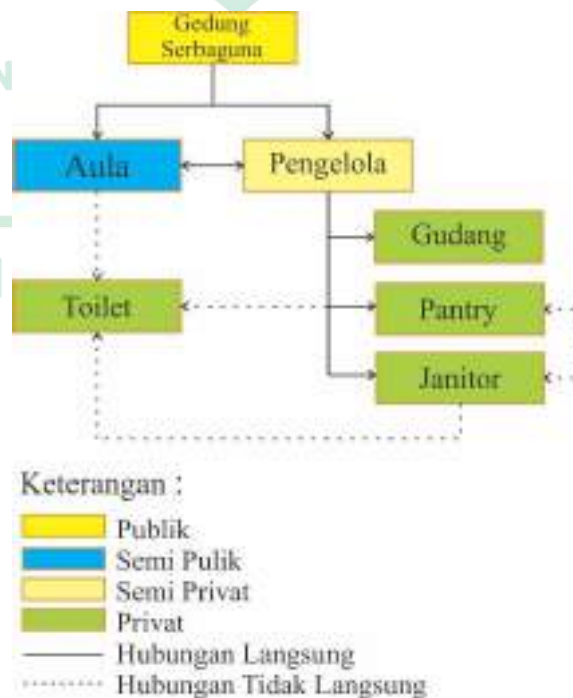 Gedung
Serbaguna
Aula
Pengelola
Gudang
Toilet
Pantry
Janitor
Keterangan :
Publik
Semi Pulik
Semi Privat
Privat
Hubungan Langsung
Hubungan Tidak Langsung